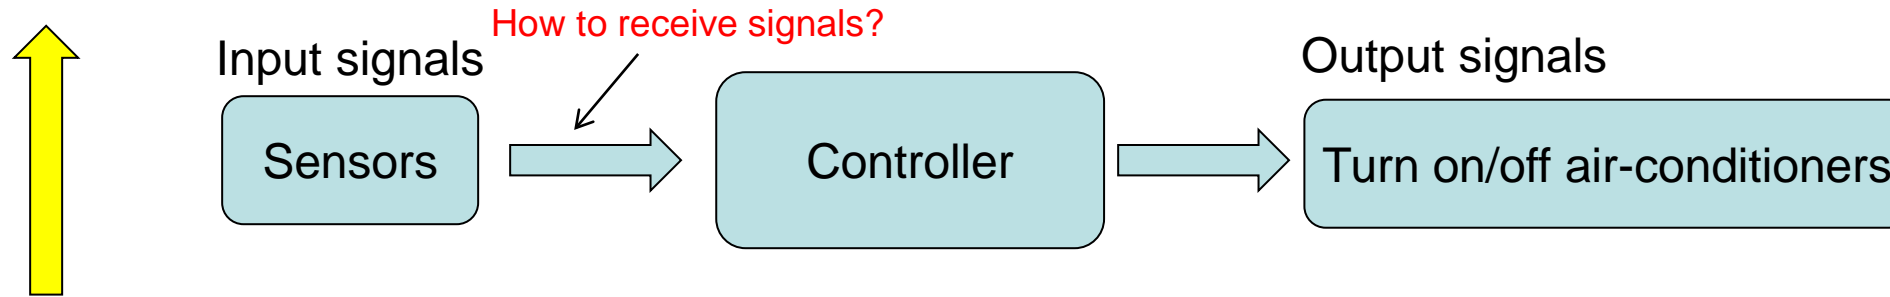 How to receive signals?
Input signals
Output signals
Sensors
Controller
Turn on/off air-conditioners